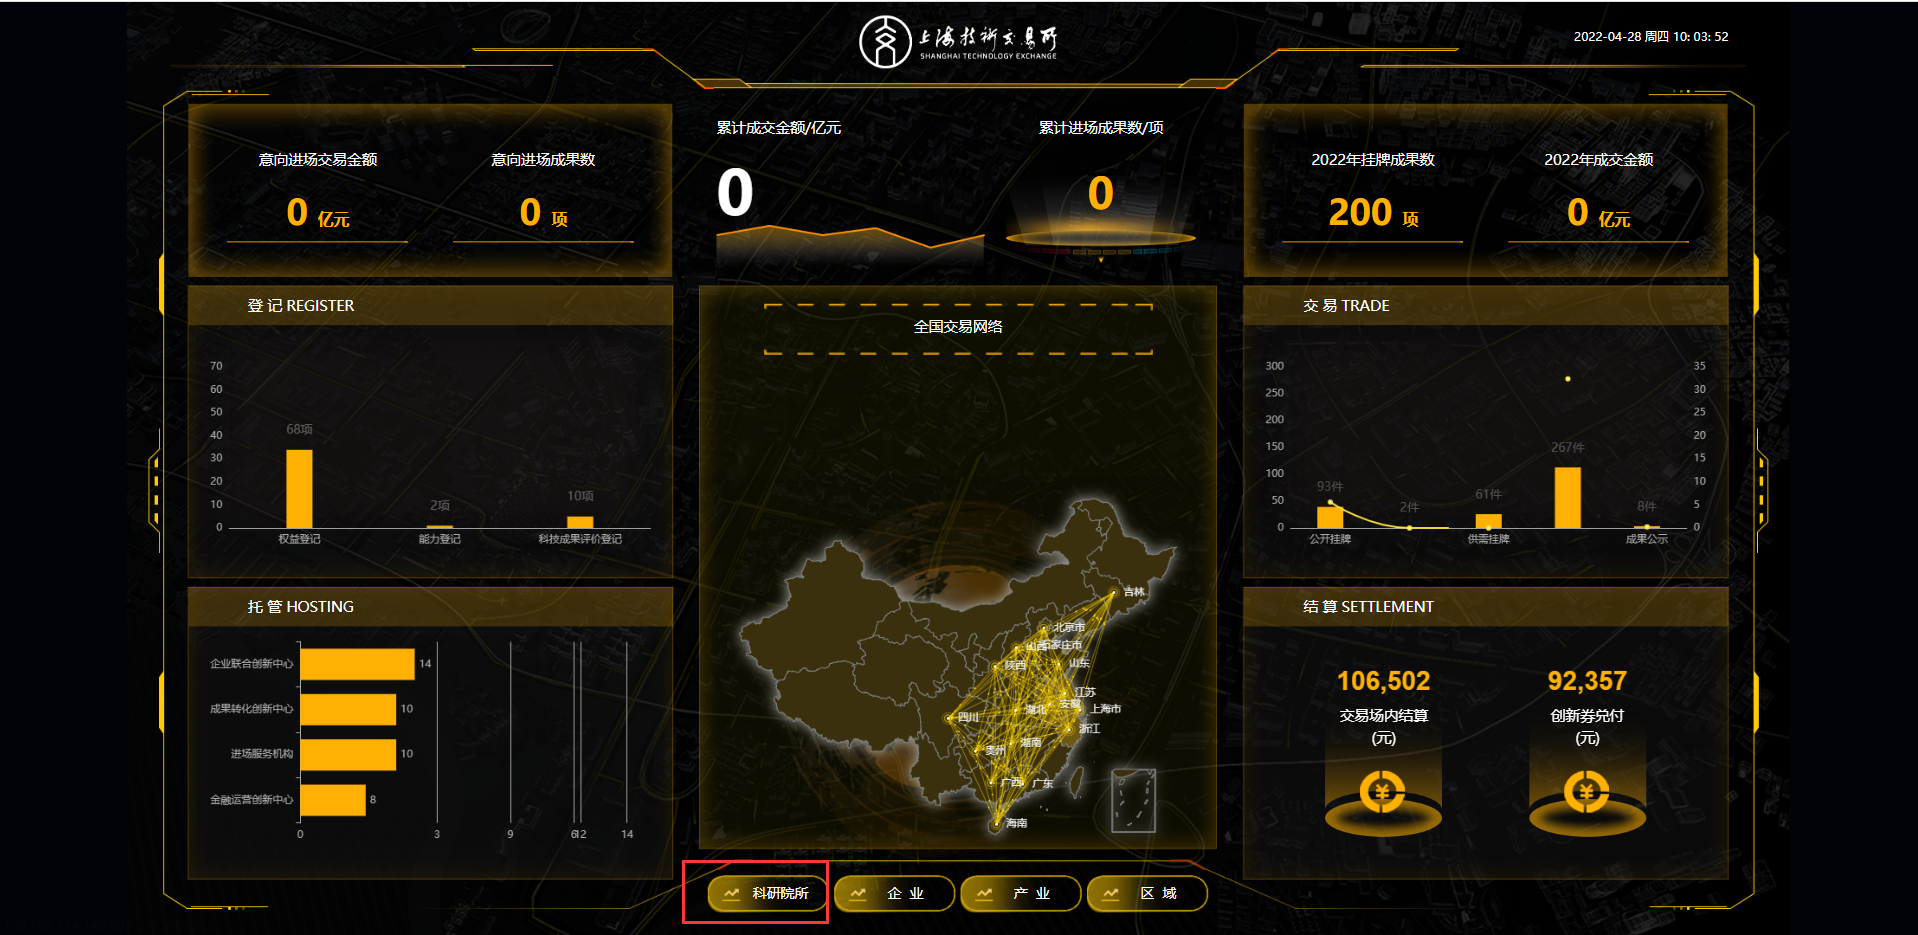 上海技術交易所
SHANGHAI TECHNOLOGY EXCHANGE
2022-04-28 周四 10: 03: 52
意向进场交易金额
0 亿元
意向进场成果数
0 项
累计成交金额/亿元
0
累计进场成果数/项
0
2022年挂牌成果数
200 项
2022年成交金额
0 亿元
登 记 REGISTER
70
60
50
40
30
20
10
0
68项
2项
10项
权益登记
能力登记
科技成果评价登记
托 管 HOSTING
企业联合创新中心
14
成果转化创新中心
10
进场服务机构
10
金融运营创新中心
8
0
3
9
6
12
14
全国交易网络
吉林
北京市
山西
石家庄市
陕西
山东
江苏
安徽
上海市
湖北
四川
浙江
湖南
贵州
广西
广东
海南
交 易 TRADE
300
250
200
150
100
50
0
35
30
25
20
15
10
5
0
93件
2件
61件
267件
8件
公开挂牌
供需挂牌
成果公示
结 算 SETTLEMENT
106,502
交易场内结算
(元)
92,357
创新券兑付
(元)
科研院所
企 业
产 业
区 域